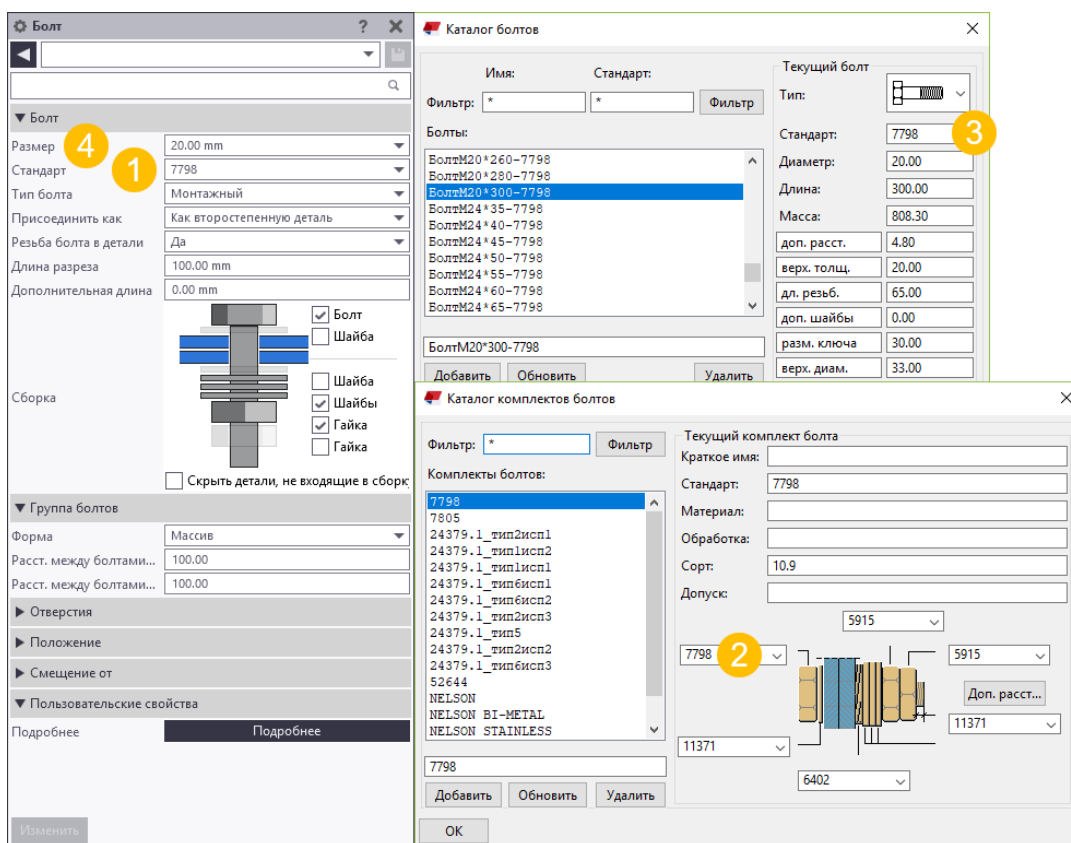 Болт ?
▼ Болт
Размер 4 20.00 mm
Стандарт 1 7798
Тип болта Монтажный
Присоединить как Как второстепенную деталь
Резьба болта в детали Да
Длина разреза 100.00 mm
Дополнительная длина 0.00 mm
Болт
Шайба
Сборка
Шайба
Шайбы
Гайка
Гайка
Скрыть детали, не входящие в сборк
▼ Группа болтов
Форма Массив
Расст. между болтами... 100.00
Расст. между болтами... 100.00
▶ Отверстия
▶ Положение
▶ Смещение от
▼ Пользовательские свойства
Подробнее Подробнее
Изменить
Каталог болтов
Имя: Стандарт:
Фильтр: * * Фильтр
Болты:
БолтM20*260-7798
БолтM20*280-7798
БолтM20*300-7798
БолтM24*35-7798
БолтM24*40-7798
БолтM24*45-7798
БолтM24*50-7798
БолтM24*55-7798
БолтM24*60-7798
БолтM24*65-7798
БолтM20*300-7798
Добавить Обновить Удалить
Текущий болт
Тип:
Стандарт: 7798 3
Диаметр: 20.00
Длина: 300.00
Масса: 808.30
доп. расст. 4.80
верх. толщ. 20.00
дл. резьб. 65.00
доп. шайбы 0.00
разм. ключа 30.00
верх. диам. 33.00
Каталог комплектов болтов
Фильтр: * Фильтр
Комплекты болтов:
7798
7805
24379.1_тип2исп1
24379.1_тип1исп2
24379.1_тип1исп1
24379.1_тип6исп1
24379.1_тип6исп2
24379.1_тип2исп3
24379.1_тип5
24379.1_тип2исп2
24379.1_тип6исп3
52644
NELSON
NELSON BI-METAL
NELSON STAINLESS
7798
Добавить Обновить Удалить
OK
Текущий комплект болта
Краткое имя:
Стандарт: 7798
Материал:
Обработка:
Сорт: 10.9
Допуск:
5915
7798 2 5915
Доп. расст...
11371
11371
6402